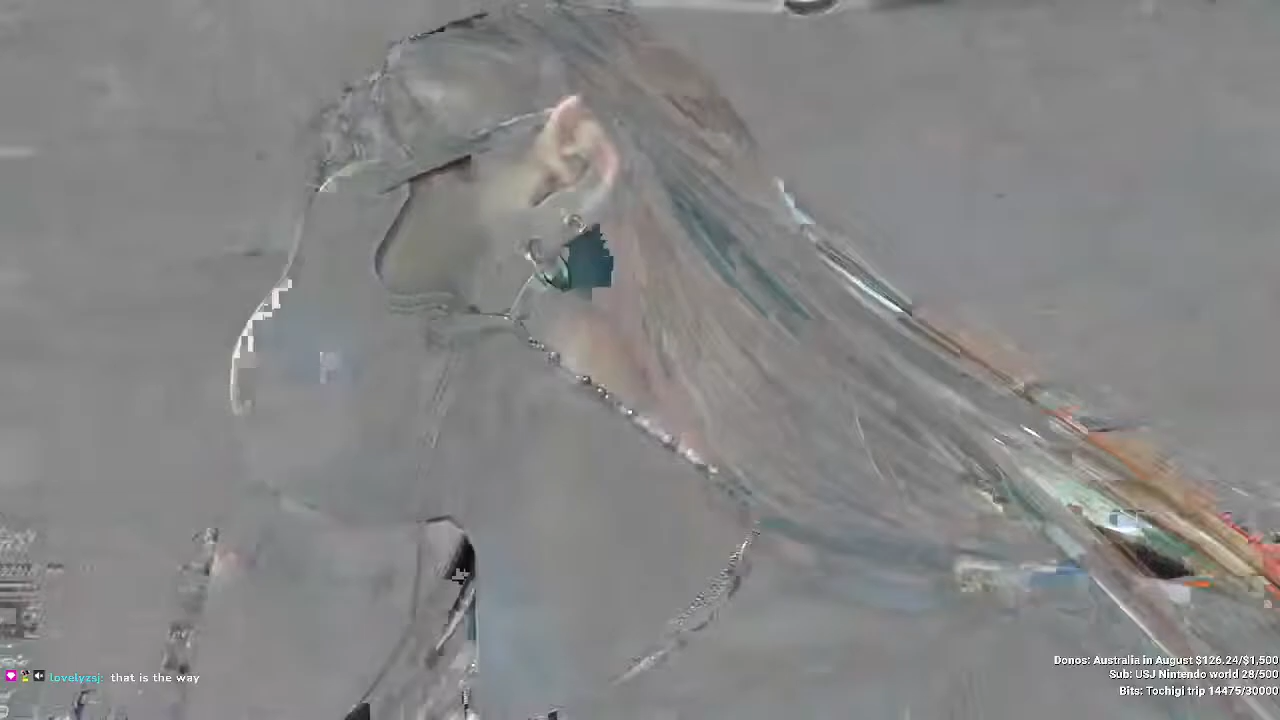 lovelyzsj: that is the way
Donos: Australia in August $126.24/$1,500
Sub: USJ Nintendo world 28/500
Bits: Tochigi trip 14475/30000